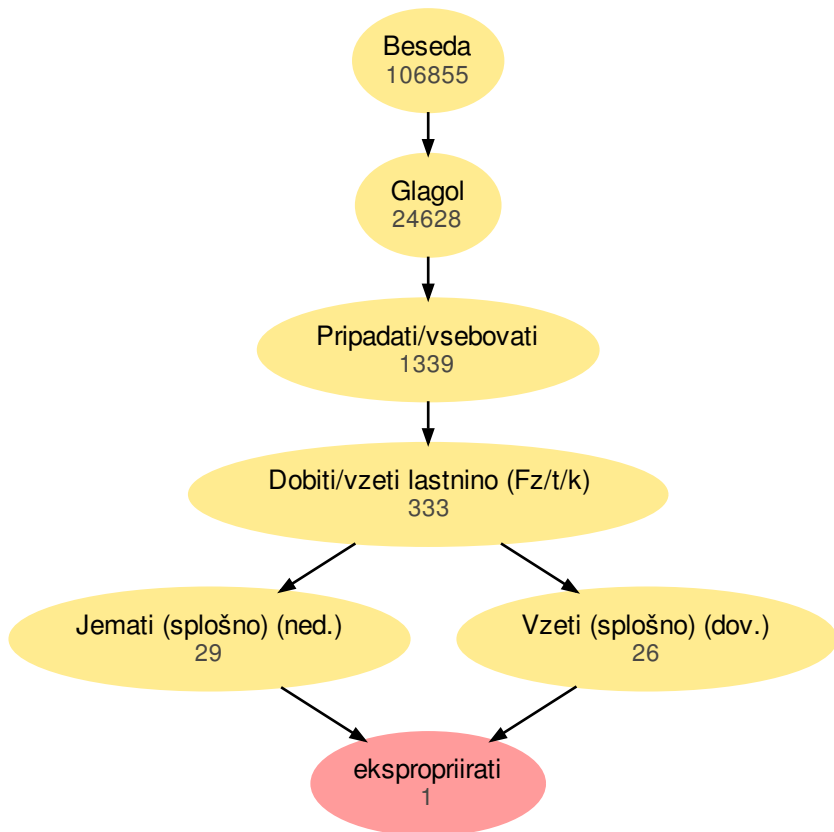 Beseda
106855
Glagol
24628
Pripadati/vsebovati
1339
Dobiti/vzeti lastnino (Fz/t/k)
333
Jemati (splošno) (ned.)
29
Vzeti (splošno) (dov.)
26
ekspropriirati
1